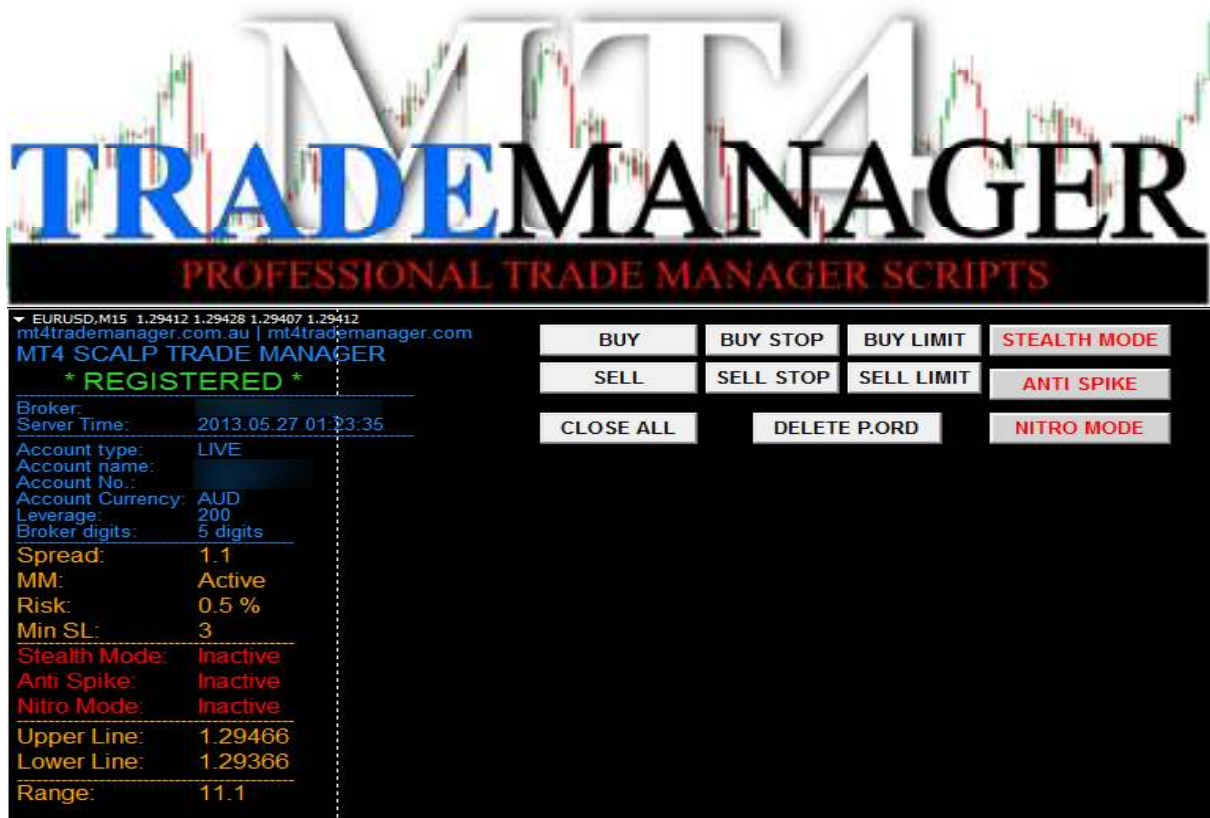 MT4
TRADEMANAGER
PROFESSIONAL TRADE MANAGER SCRIPTS
EURUSD,M15 1.29412 1.29428 1.29407 1.29412
mt4trademanager.com.au | mt4trademanager.com
MT4 SCALP TRADE MANAGER
* REGISTERED *
Broker:
Server Time: 2013.05.27 01:23:35
Account type: LIVE
Account name:
Account No.:
Account Currency: AUD
Leverage: 200
Broker digits: 5 digits
Spread: 1.1
MM: Active
Risk: 0.5 %
Min SL: 3
Stealth Mode: Inactive
Anti Spike: Inactive
Nitro Mode: Inactive
Upper Line: 1.29466
Lower Line: 1.29366
Range: 11.1
BUY BUY STOP BUY LIMIT STEALTH MODE
SELL SELL STOP SELL LIMIT ANTI SPIKE
CLOSE ALL DELETE P.ORD NITRO MODE